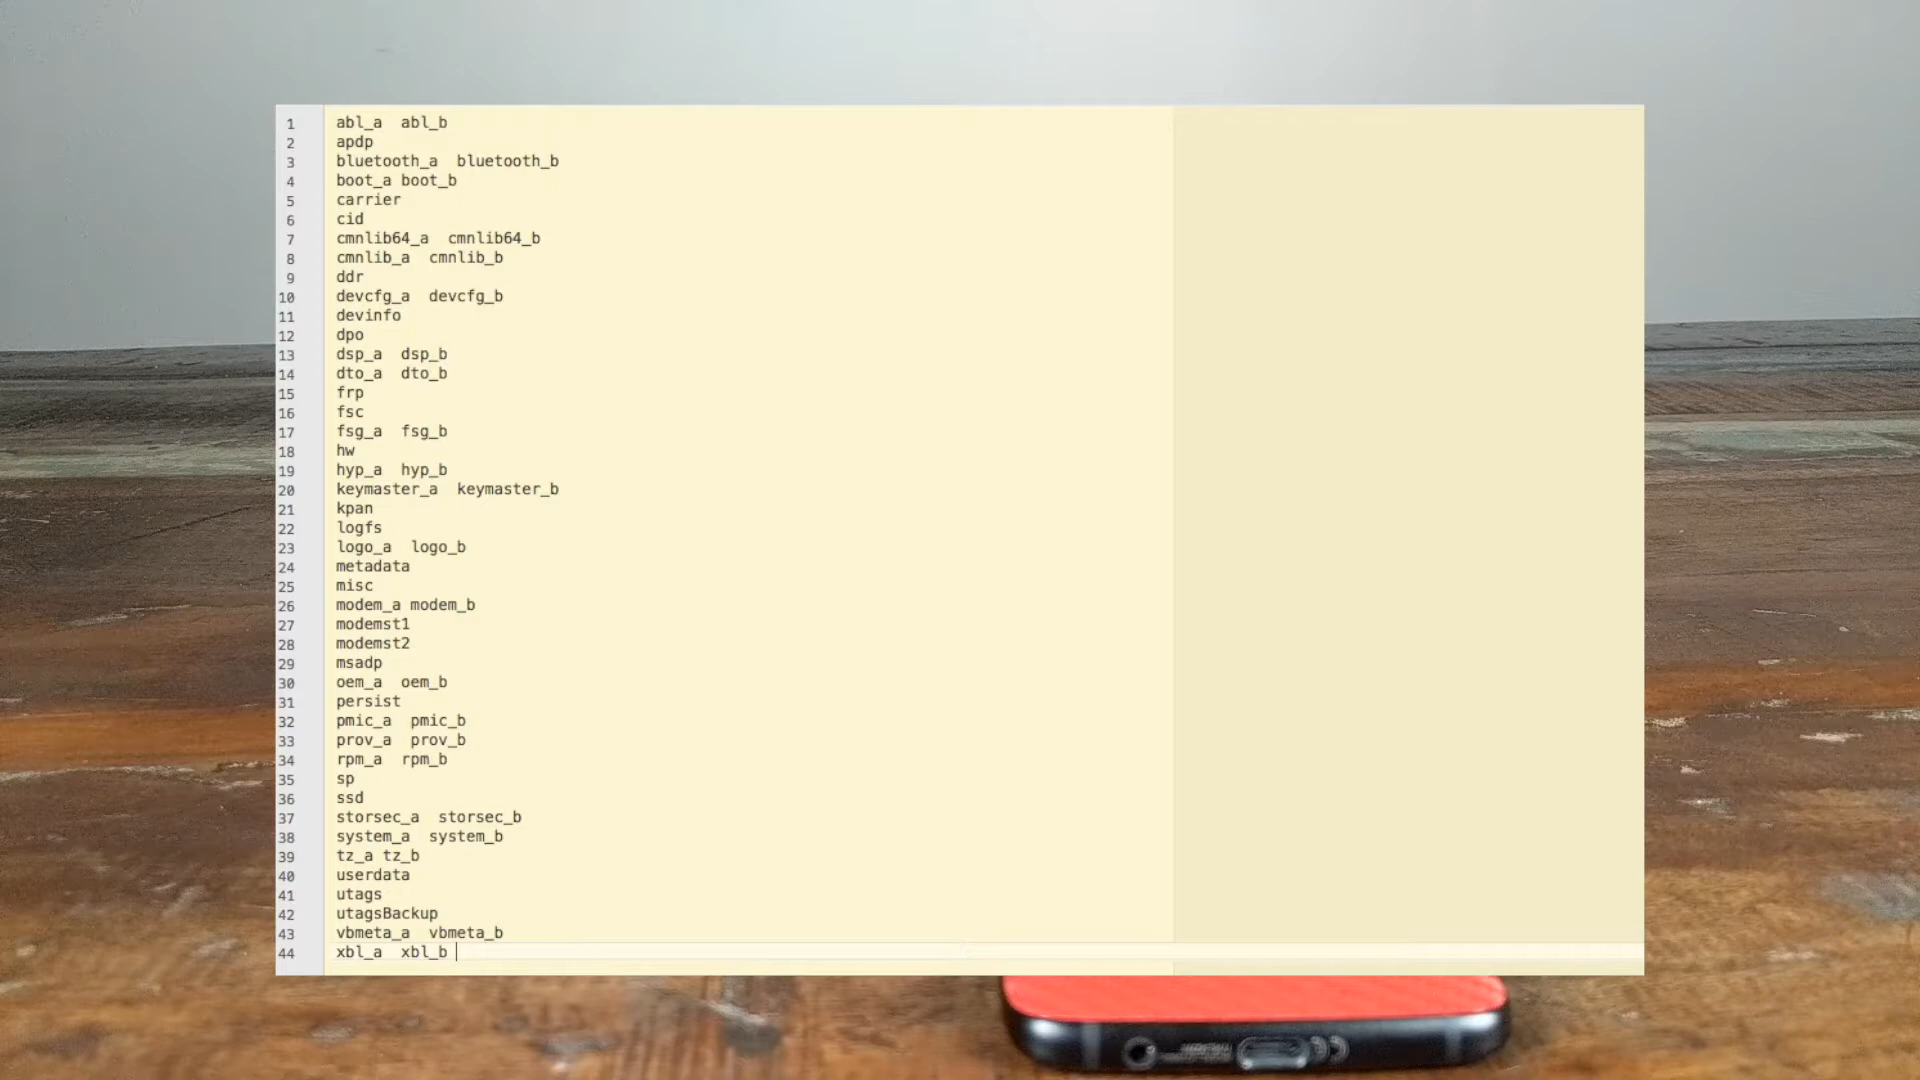 1 abl_a  abl_b
2 apdp
3 bluetooth_a  bluetooth_b
4 boot_a boot_b
5 carrier
6 cid
7 cmnlib64_a  cmnlib64_b
8 cmnlib_a  cmnlib_b
9 ddr
10 devcfg_a  devcfg_b
11 devinfo
12 dpo
13 dsp_a  dsp_b
14 dto_a  dto_b
15 frp
16 fsc
17 fsg_a  fsg_b
18 hw
19 hyp_a  hyp_b
20 keymaster_a  keymaster_b
21 kpan
22 logfs
23 logo_a  logo_b
24 metadata
25 misc
26 modem_a modem_b
27 modemst1
28 modemst2
29 msadp
30 oem_a  oem_b
31 persist
32 pmic_a  pmic_b
33 prov_a  prov_b
34 rpm_a  rpm_b
35 sp
36 ssd
37 storsec_a  storsec_b
38 system_a  system_b
39 tz_a tz_b
40 userdata
41 utags
42 utagsBackup
43 vbmeta_a  vbmeta_b
44 xbl_a  xbl_b